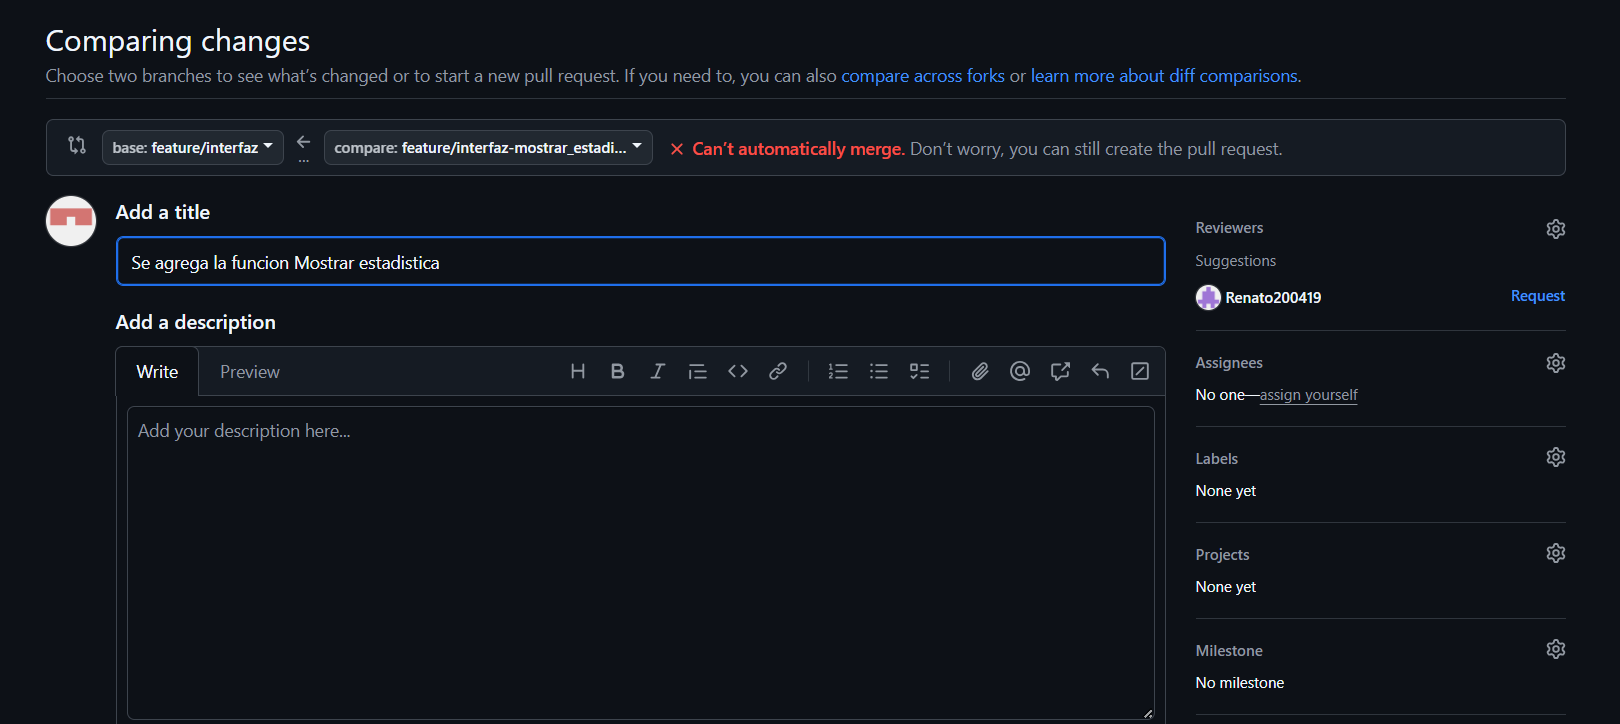 Comparing changes
Choose two branches to see what's changed or to start a new pull request. If you need to, you can also compare across forks or learn more about diff comparisons.
base: feature/interfaz
...
compare: feature/interfaz-mostrar_estadi...
Can't automatically merge. Don't worry, you can still create the pull request.
Add a title
Se agrega la funcion Mostrar estadistica
Add a description
Write
Preview
Add your description here...
Reviewers
Suggestions
Renato200419
Request
Assignees
No one—assign yourself
Labels
None yet
Projects
None yet
Milestone
No milestone